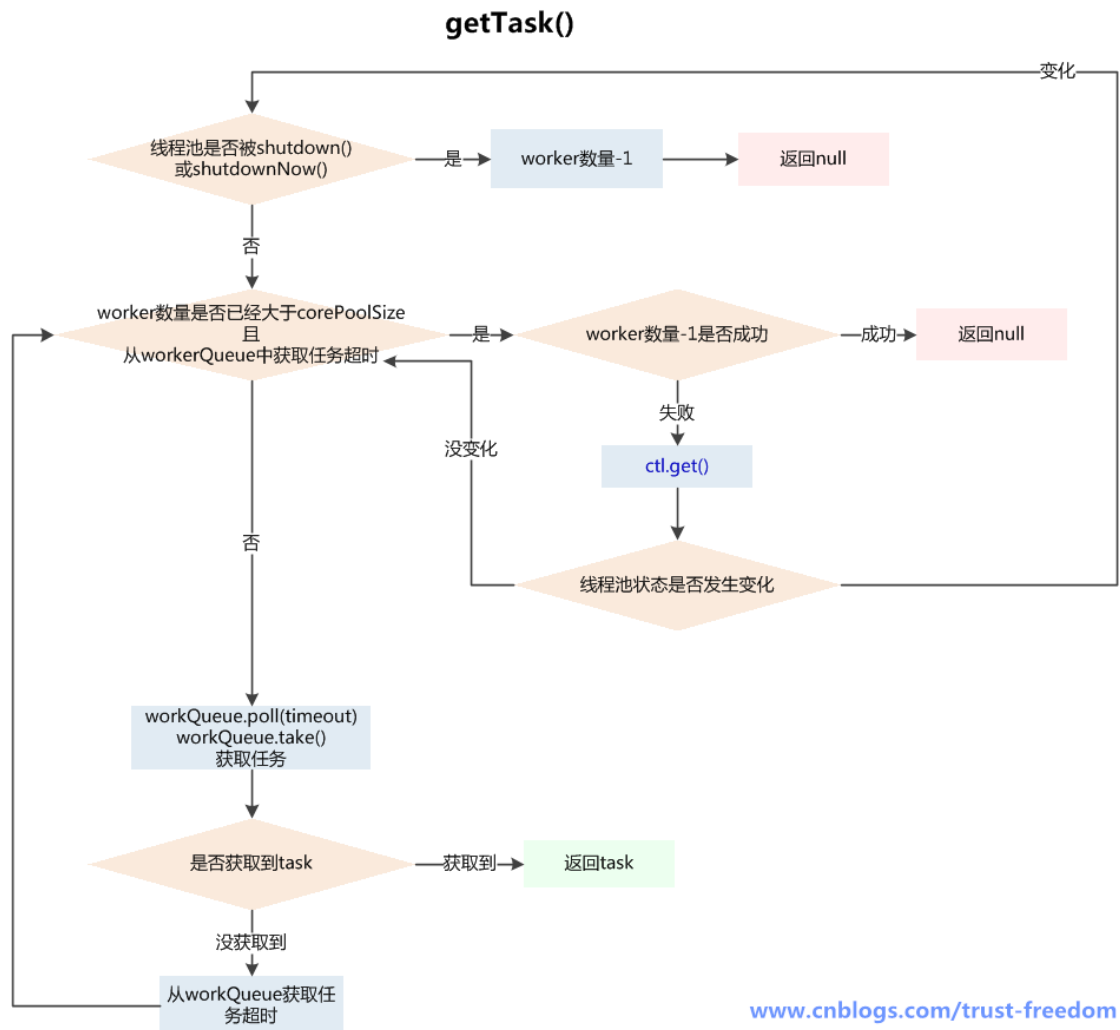 getTask()
变化
线程池是否被shutdown()
或shutdownNow()
是
worker数量-1
返回null
否
worker数量是否已经大于corePoolSize
且
从workerQueue中获取任务超时
是
worker数量-1是否成功
成功
返回null
失败
没变化
ctl.get()
否
线程池状态是否发生变化
workQueue.poll(timeout)
workQueue.take()
获取任务
是否获取到task
获取到
返回task
没获取到
从workQueue获取任
务超时
www.cnblogs.com/trust-freedom